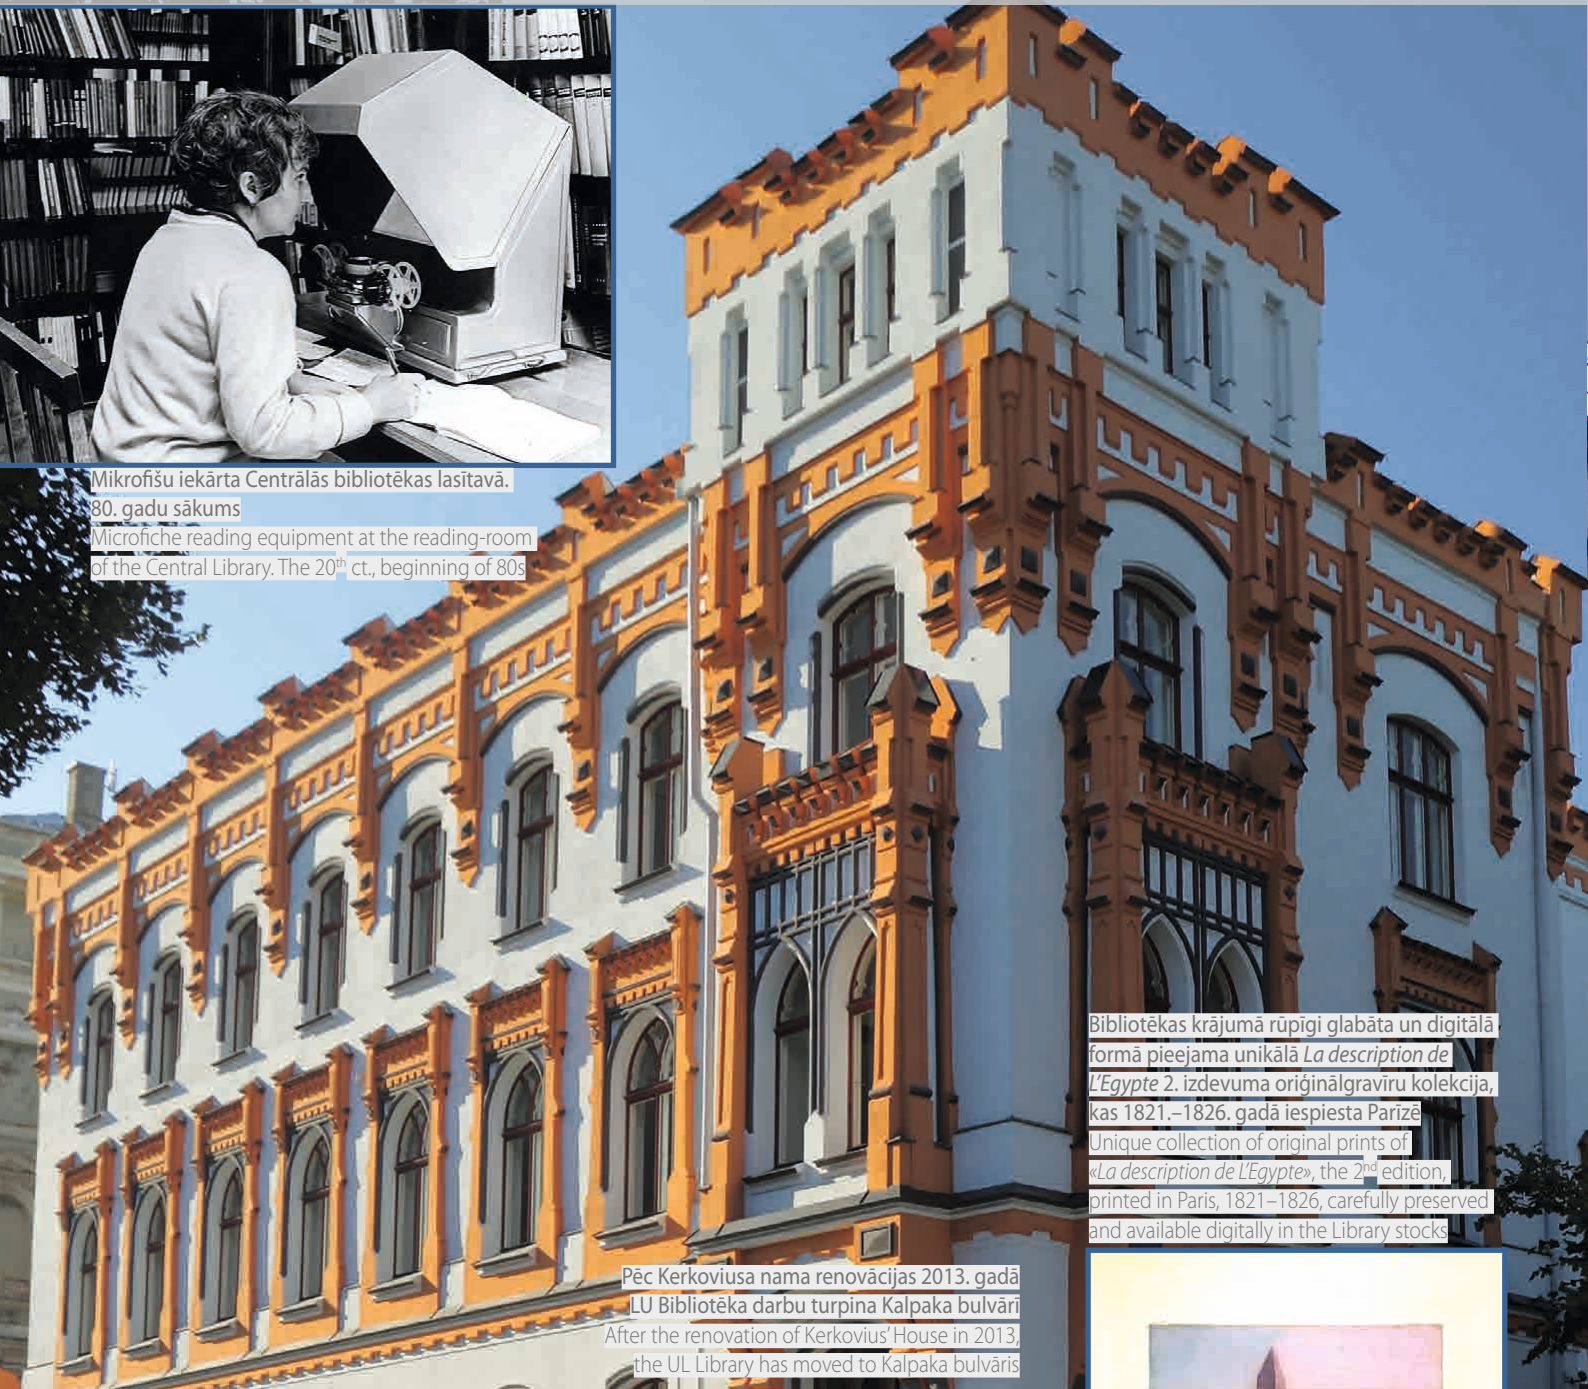 Mikrofišu iekārta Centrālās bibliotēkas lasītavā.
80. gadu sākums
Microfiche reading equipment at the reading-room
of the Central Library. The 20th ct., beginning of 80s
Bibliotēkas krājumā rūpīgi glabāta un digitālā
formā pieejama unikālā La description de
L'Egypte 2. izdevuma oriģinālgravīru kolekcija,
kas 1821.–1826. gadā iespiesta Parīzē
Unique collection of original prints of
«La description de L'Egypte», the 2nd edition,
printed in Paris, 1821–1826, carefully preserved
and available digitally in the Library stocks
Pēc Kerkoviusa nama renovācijas 2013. gadā
LU Bibliotēka darbu turpina Kalpaka bulvārī
After the renovation of Kerkovius' House in 2013,
the UL Library has moved to Kalpaka bulvāris